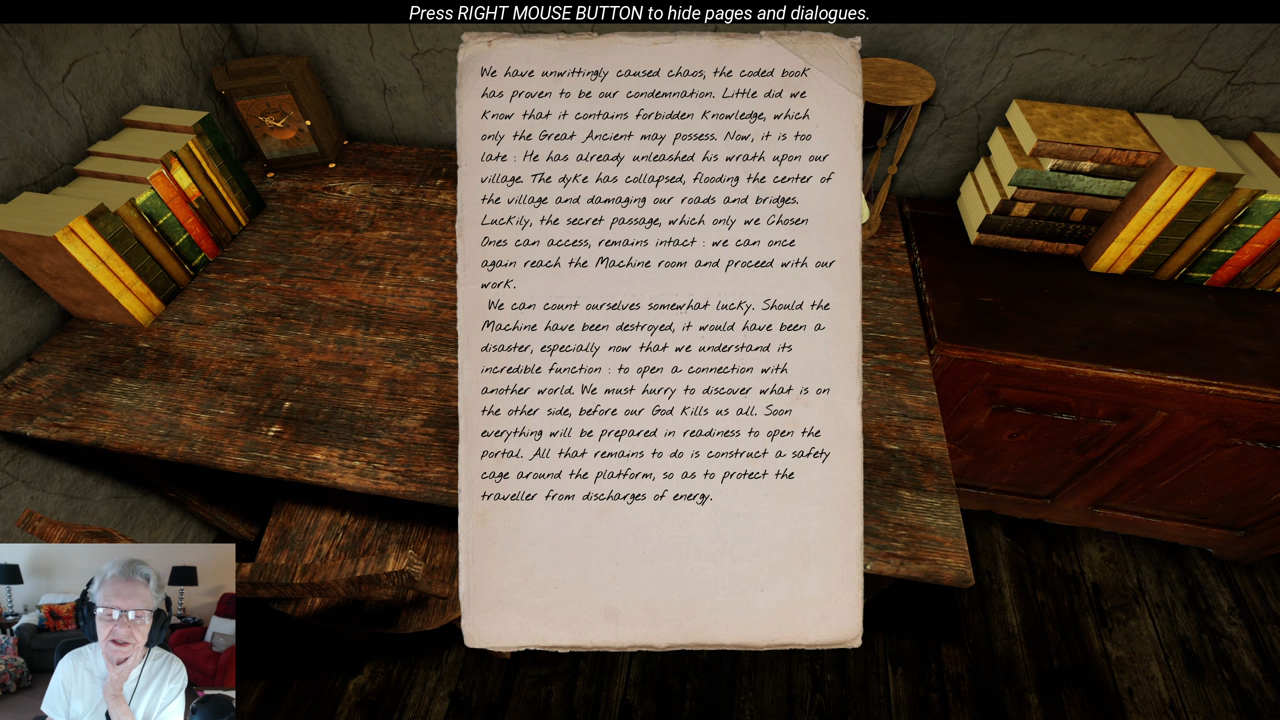 Press RIGHT MOUSE BUTTON to hide pages and dialogues.
We have unwittingly caused chaos, the coded book
has proven to be our condemnation. Little did we
know that it contains forbidden knowledge, which
only the Great Ancient may possess. Now, it is too
late : He has already unleashed his wrath upon our
village. The dyke has collapsed, flooding the center of
the village and damaging our roads and bridges.
Luckily, the secret passage, which only we Chosen
Ones can access, remains intact : we can once
again reach the Machine room and proceed with our
work.
We can count ourselves somewhat lucky. Should the
Machine have been destroyed, it would have been a
disaster, especially now that we understand its
incredible function : to open a connection with
another world. We must hurry to discover what is on
the other side, before our God kills us all. Soon
everything will be prepared in readiness to open the
portal. All that remains to do is construct a safety
cage around the platform, so as to protect the
traveller from discharges of energy.